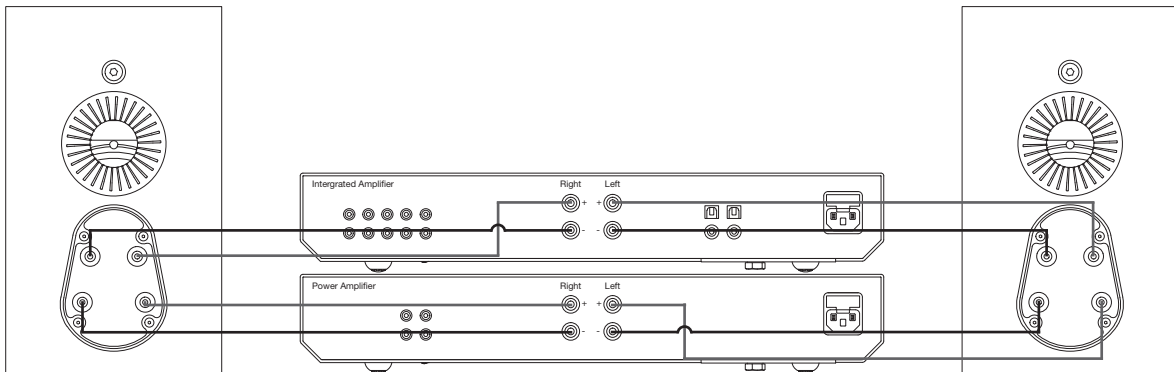 Intergrated Amplifier
Right Left
+ +
- -
Power Amplifier
Right Left
+ +
- -